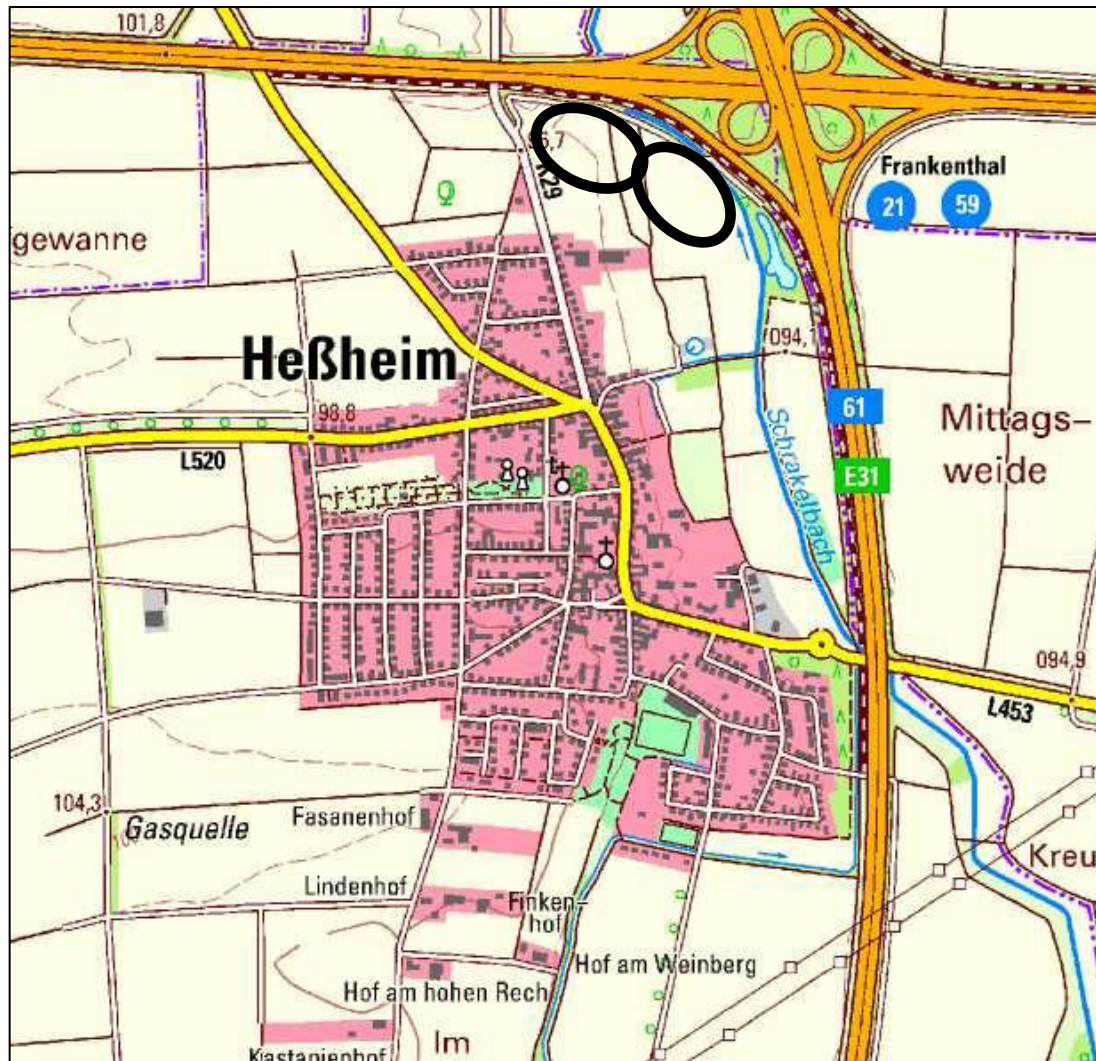 101,8
K29
Frankenthal
21
59
gewanne
Heßheim
094,1
98,8
61
L520
E31
Mittags-
weide
Schrakelbach
094,9
L453
104,3
Gasquelle
Fasanenhof
Kreu
Lindenhof
Finken-
hof
Hof am Weinberg
Hof am hohen Rech
Im
Kastanienhof